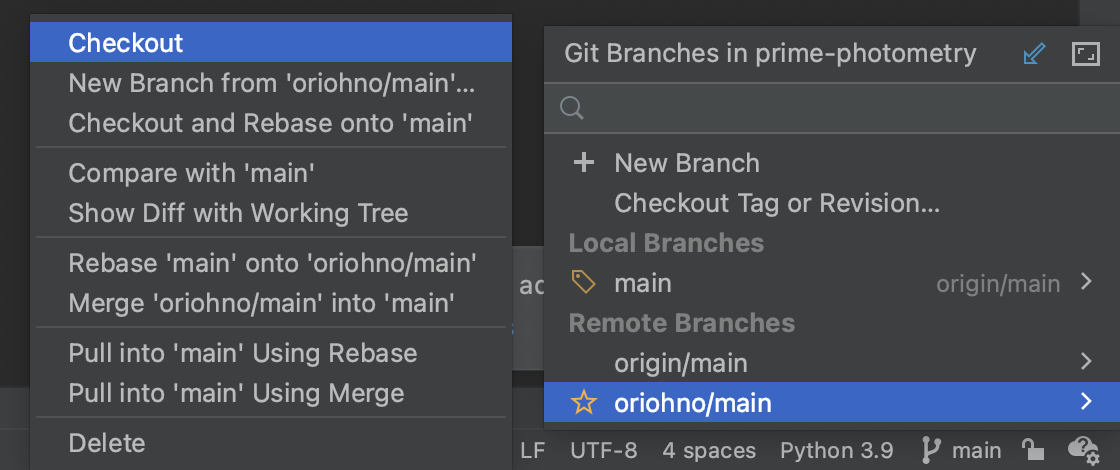 Checkout
New Branch from 'oriohno/main'...
Checkout and Rebase onto 'main'
Compare with 'main'
Show Diff with Working Tree
Rebase 'main' onto 'oriohno/main'
Merge 'oriohno/main' into 'main'
Pull into 'main' Using Rebase
Pull into 'main' Using Merge
Delete
Git Branches in prime-photometry
New Branch
Checkout Tag or Revision...
Local Branches
main origin/main
Remote Branches
origin/main
oriohno/main
LF UTF-8 4 spaces Python 3.9 main